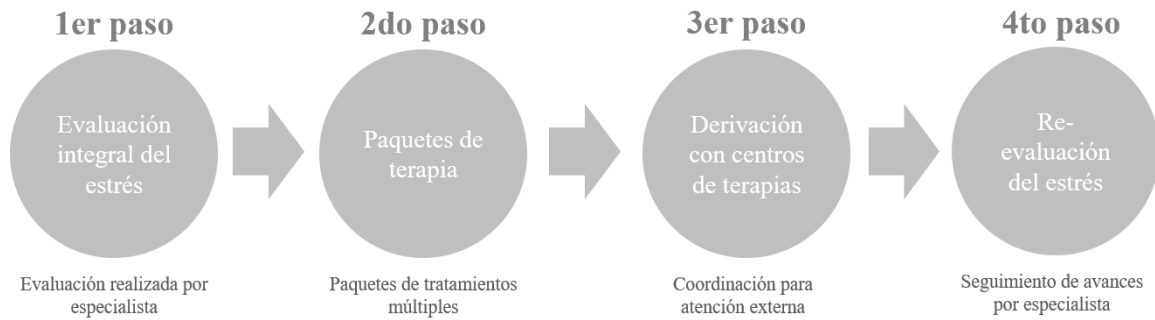 1er paso
2do paso
3er paso
4to paso
Evaluación
integral del
estrés
Paquetes de
terapia
Derivación
con centros
de terapias
Re-
evaluación
del estrés
Evaluación realizada por
especialista
Paquetes de tratamientos
múltiples
Coordinación para
atención externa
Seguimiento de avances
por especialista